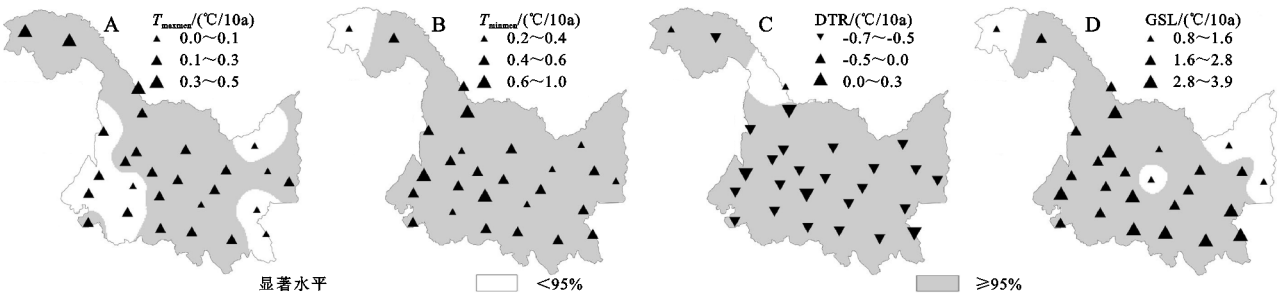 A
Tmaxmen/(℃/10a)
0.0～0.1
0.1～0.3
0.3～0.5
B
Tminmen/(℃/10a)
0.2～0.4
0.4～0.6
0.6～1.0
C
DTR/(℃/10a)
-0.7～-0.5
-0.5～0.0
0.0～0.3
D
GSL/(℃/10a)
0.8～1.6
1.6～2.8
2.8～3.9
显著水平
＜95%
≥95%